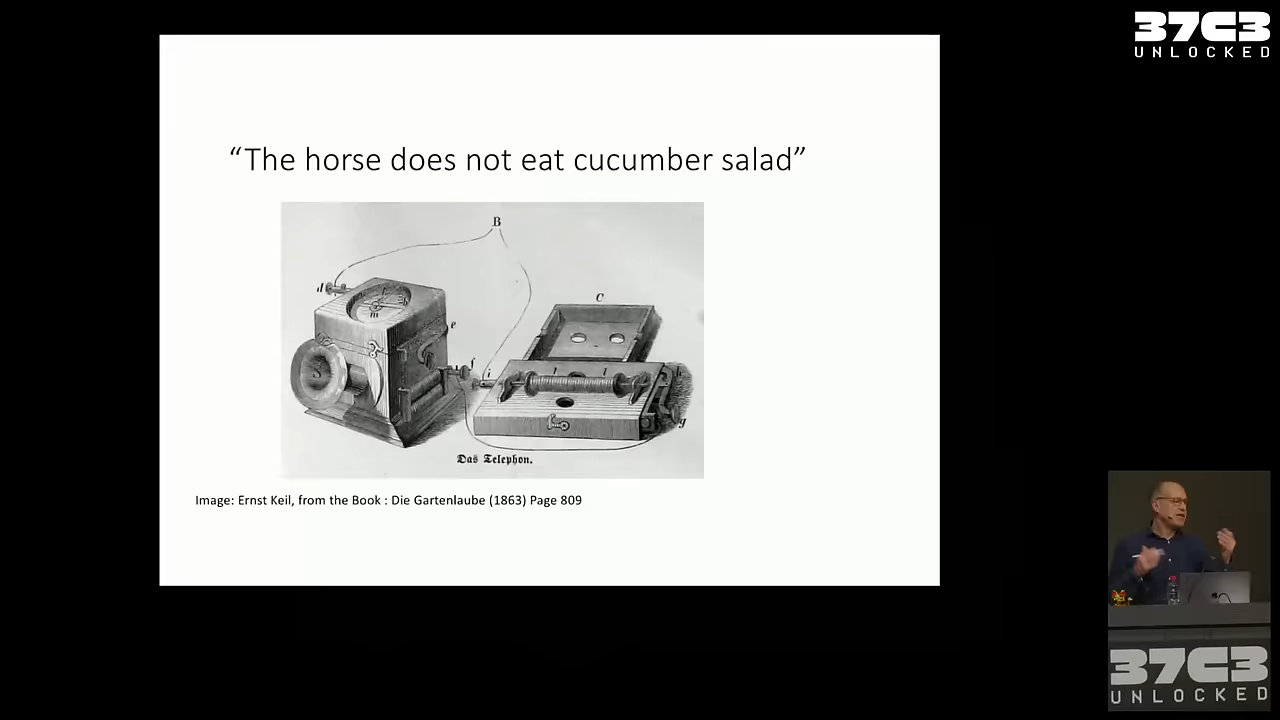 37C3
UNLOCKED
“The horse does not eat cucumber salad”
B
d
m
e
C
S
f
i
l
l
g
Das Telephon.
Image: Ernst Keil, from the Book : Die Gartenlaube (1863) Page 809
37C3
UNLOCKED